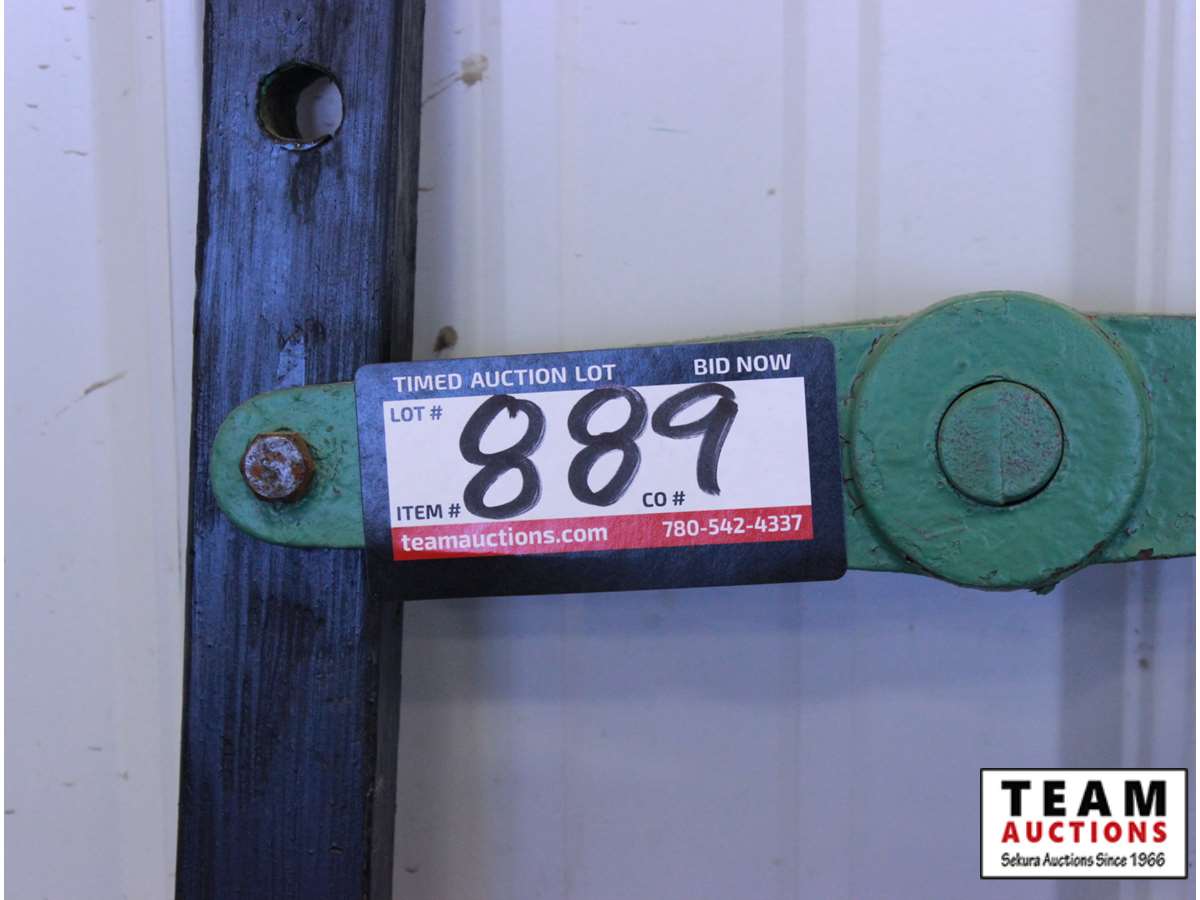 TIMED AUCTION LOT BID NOW
LOT # 889
ITEM # CO #
teamauctions.com 780-542-4337
TEAM
AUCTIONS
Sekura Auctions Since 1966